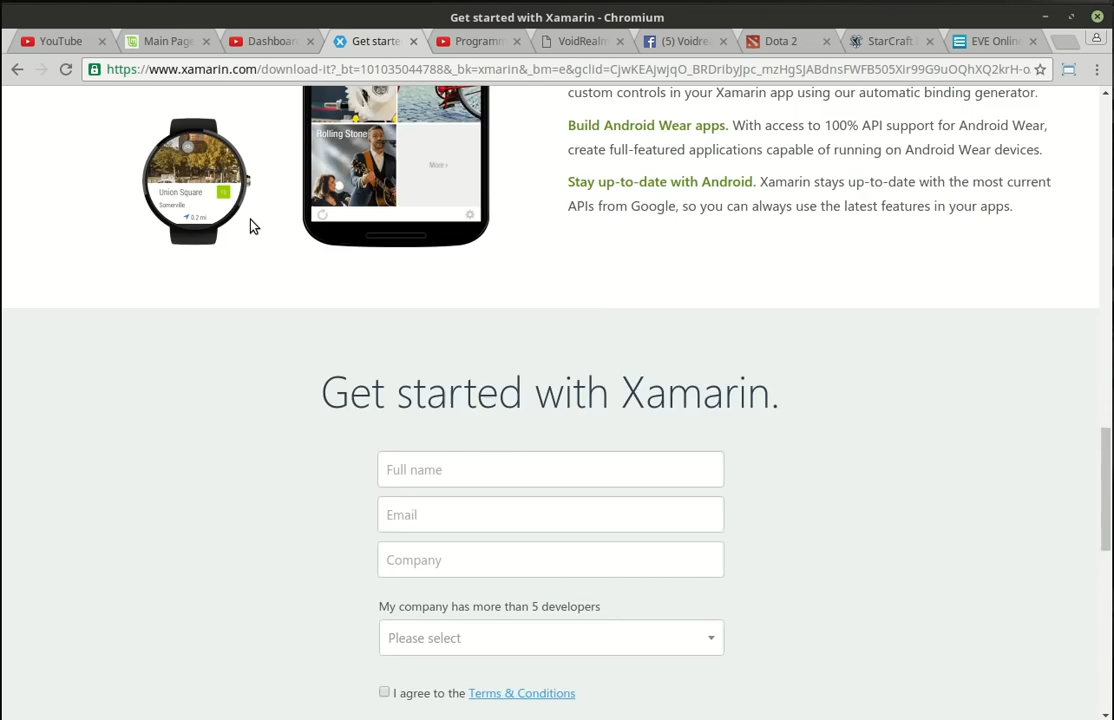 Get started with Xamarin - Chromium
YouTube
Main Page
Dashboar
Get starte
Programm
VoidRealm
(5) Voidre
Dota 2
StarCraft
EVE Onlin
https://www.xamarin.com/download-it?_bt=101035044788&_bk=xmarin&_bm=e&gclid=CjwKEAjwjqO_BRDribyJpc_mzHgSJABdnsFWFB505Xir99G9uOQhXQ2krH-o
custom controls in your Xamarin app using our automatic binding generator.
Build Android Wear apps. With access to 100% API support for Android Wear,
create full-featured applications capable of running on Android Wear devices.
Stay up-to-date with Android. Xamarin stays up-to-date with the most current
APIs from Google, so you can always use the latest features in your apps.
Rolling Stone
More ›
Union Square
Somerville
0.2 mi
Get started with Xamarin.
Full name
Email
Company
My company has more than 5 developers
Please select
I agree to the Terms & Conditions